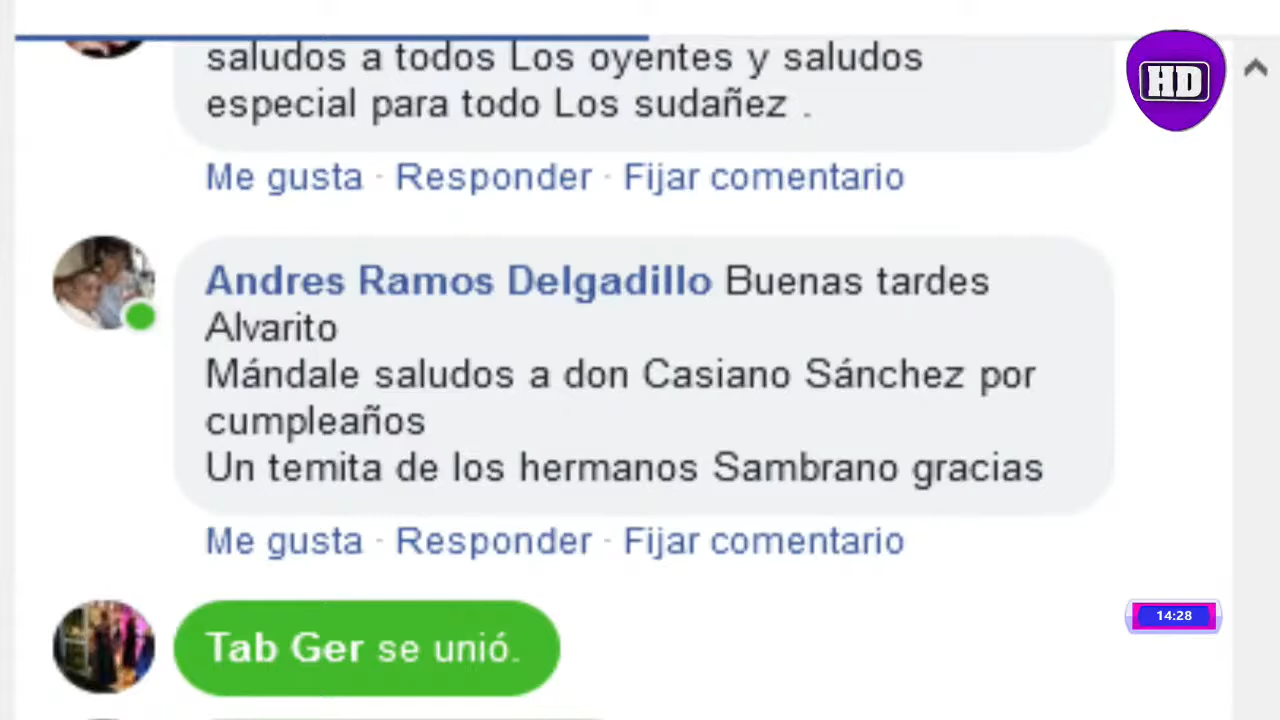 saludos a todos Los oyentes y saludos
especial para todo Los sudañez .
Me gusta · Responder · Fijar comentario
Andres Ramos Delgadillo Buenas tardes
Alvarito
Mándale saludos a don Casiano Sánchez por
cumpleaños
Un temita de los hermanos Sambrano gracias
Me gusta · Responder · Fijar comentario
Tab Ger se unió.
HD
14:28